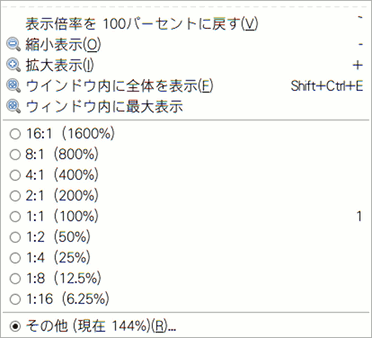 表示倍率を 100パーセントに戻す(V) `
縮小表示(O) -
拡大表示(I) +
ウインドウ内に全体を表示(F) Shift+Ctrl+E
ウィンドウ内に最大表示
16:1 (1600%)
8:1 (800%)
4:1 (400%)
2:1 (200%)
1:1 (100%) 1
1:2 (50%)
1:4 (25%)
1:8 (12.5%)
1:16 (6.25%)
その他 (現在 144%)(R)...